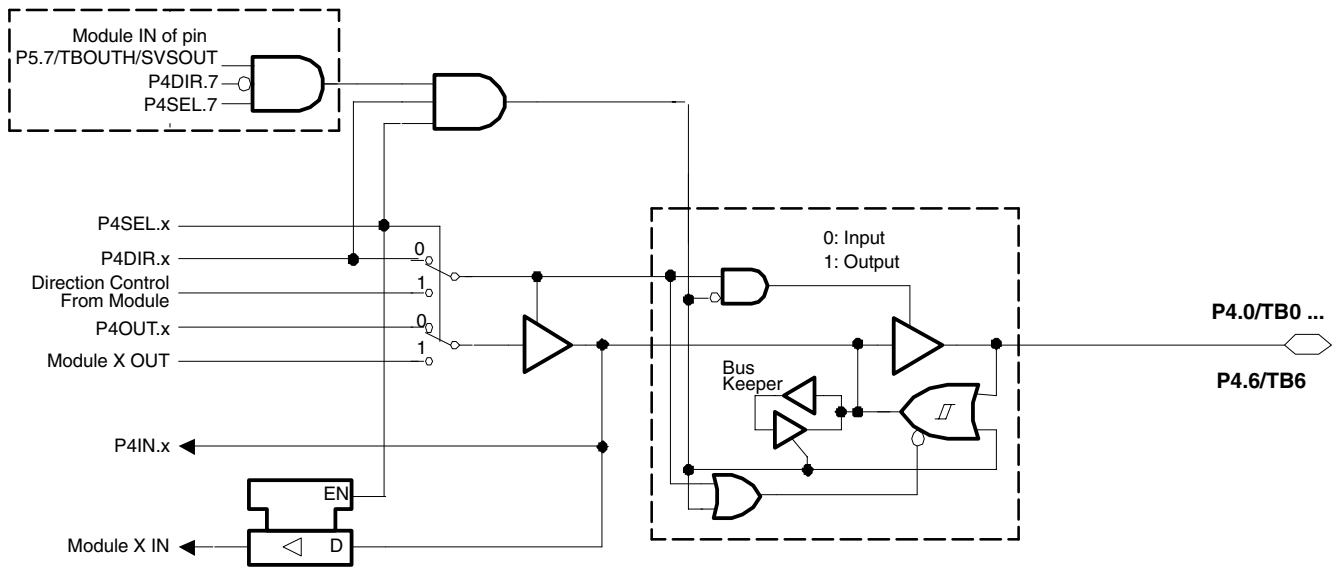 Module IN of pin
P5.7/TBOUTH/SVSOUT
P4DIR.7
P4SEL.7
P4SEL.x
P4DIR.x
0
Direction Control
From Module
1
P4OUT.x
0
Module X OUT
1
0: Input
1: Output
P4.0/TB0 ...
P4.6/TB6
Bus
Keeper
P4IN.x
EN
Module X IN
D